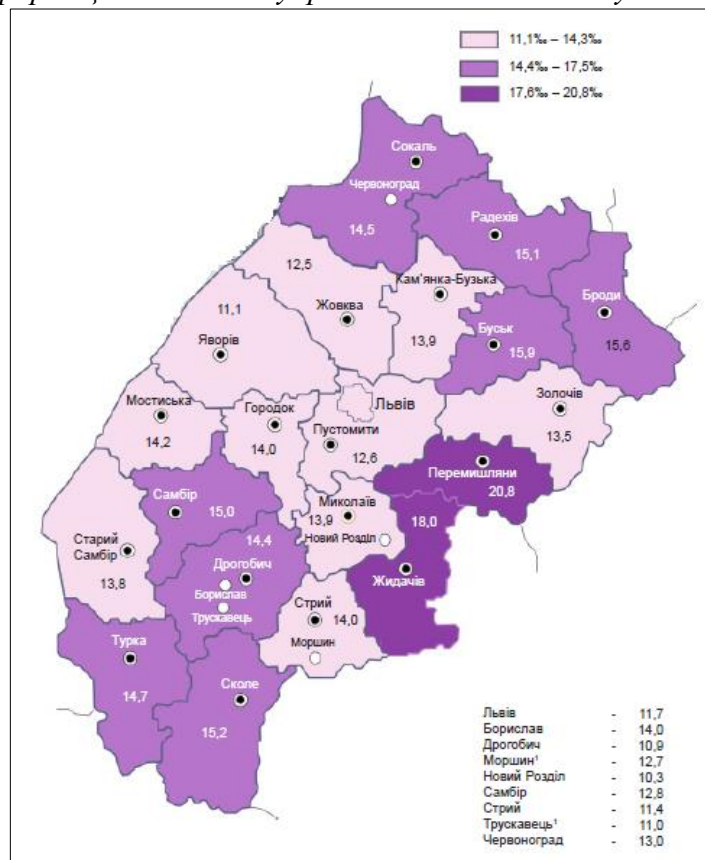 11,1‰ – 14,3‰
14,4‰ – 17,5‰
17,6‰ – 20,8‰
Сокаль
Червоноград
14,5
Радехів
15,1
12,5
Жовква
Кам'янка-Бузька
13,9
Броди
15,6
11,1
Яворів
Буськ
15,9
Мостиська
14,2
Городок
14,0
Львів
Пустомити
12,6
Золочів
13,5
Перемишляни
20,8
Самбір
15,0
Миколаїв
13,9
Новий Розділ
18,0
Жидачів
Старий
Самбір
13,8
14,4
Дрогобич
Борислав
Трускавець
Стрий
14,0
Моршин
Турка
14,7
Сколе
15,2
Львів - 11,7
Борислав - 14,0
Дрогобич - 10,9
Моршин¹ - 12,7
Новий Розділ - 10,3
Самбір - 12,8
Стрий - 11,4
Трускавець¹ - 11,0
Червоноград - 13,0